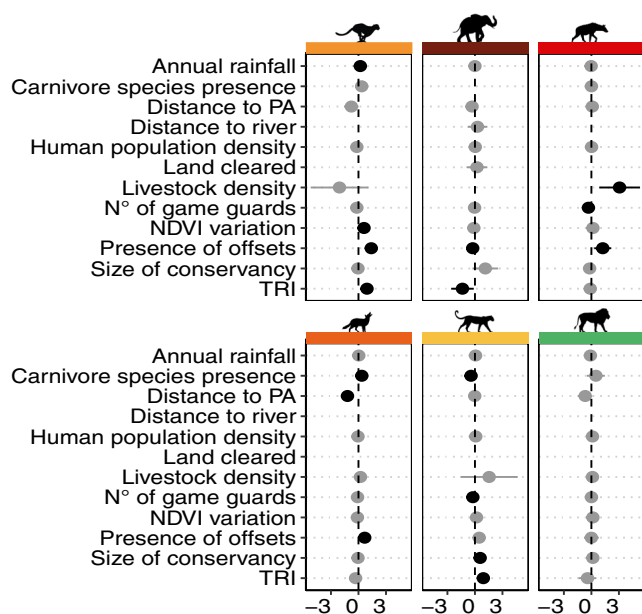 Annual rainfall
Carnivore species presence
Distance to PA
Distance to river
Human population density
Land cleared
Livestock density
N° of game guards
NDVI variation
Presence of offsets
Size of conservancy
TRI
Annual rainfall
Carnivore species presence
Distance to PA
Distance to river
Human population density
Land cleared
Livestock density
N° of game guards
NDVI variation
Presence of offsets
Size of conservancy
TRI
−3 0 3 −3 0 3 −3 0 3